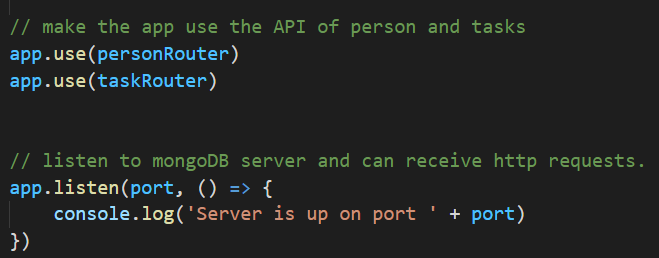 // make the app use the API of person and tasks
app.use(personRouter)
app.use(taskRouter)
// listen to mongoDB server and can receive http requests.
app.listen(port, () => {
    console.log('Server is up on port ' + port)
})